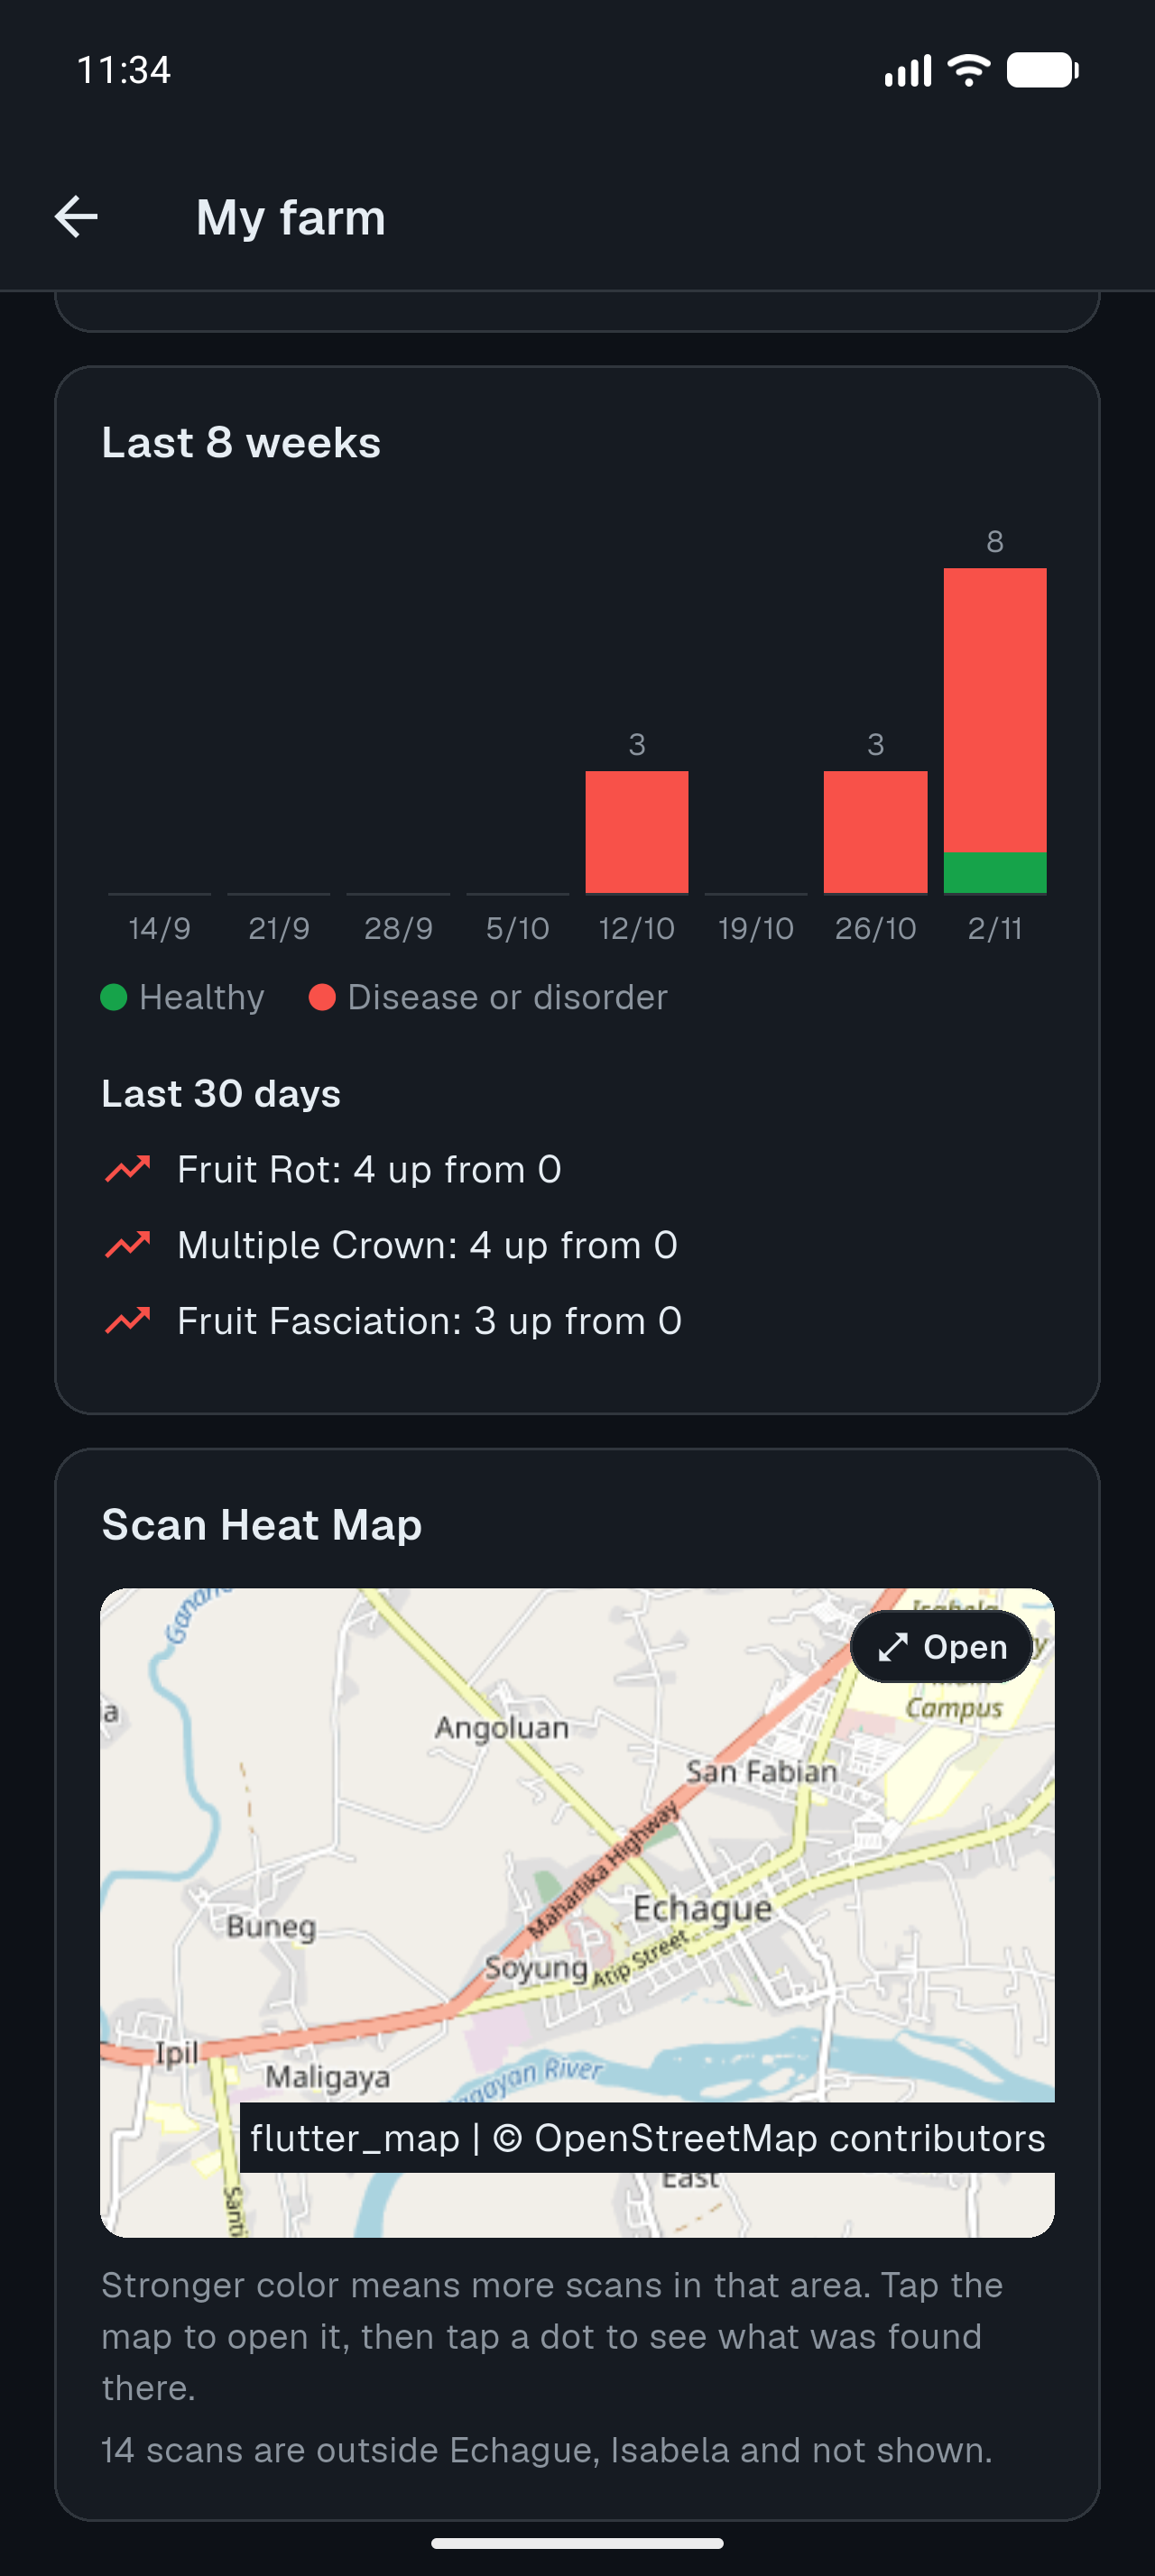 11:34
My farm
Last 8 weeks
8
3
3
14/9 21/9 28/9 5/10 12/10 19/10 26/10 2/11
Healthy Disease or disorder
Last 30 days
Fruit Rot: 4 up from 0
Multiple Crown: 4 up from 0
Fruit Fasciation: 3 up from 0
Scan Heat Map
Open
Campus
Angoluan
San Fabian
Maharlika Highway
Echague
Buneg
Soyung
Atip Street
Ipil
Maligaya
River
flutter_map | © OpenStreetMap contributors
East
Stronger color means more scans in that area. Tap the
map to open it, then tap a dot to see what was found
there.
14 scans are outside Echague, Isabela and not shown.